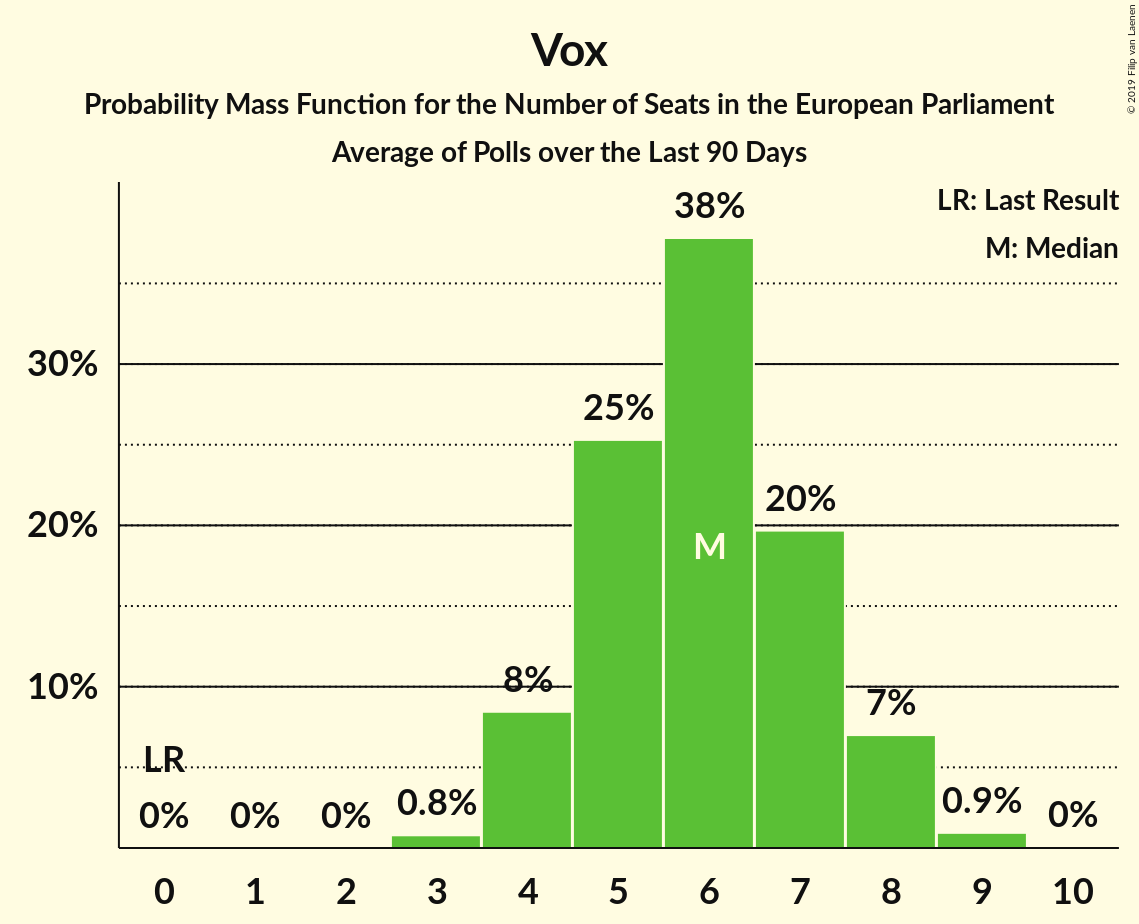 Vox
Probability Mass Function for the Number of Seats in the European Parliament
Average of Polls over the Last 90 Days
© 2019 Filip van Laenen
LR: Last Result
M: Median
38%
30%
25%
20%
20%
M
10%
8%
7%
LR
0%
0%
0%
0.8%
0.9%
0%
0 1 2 3 4 5 6 7 8 9 10